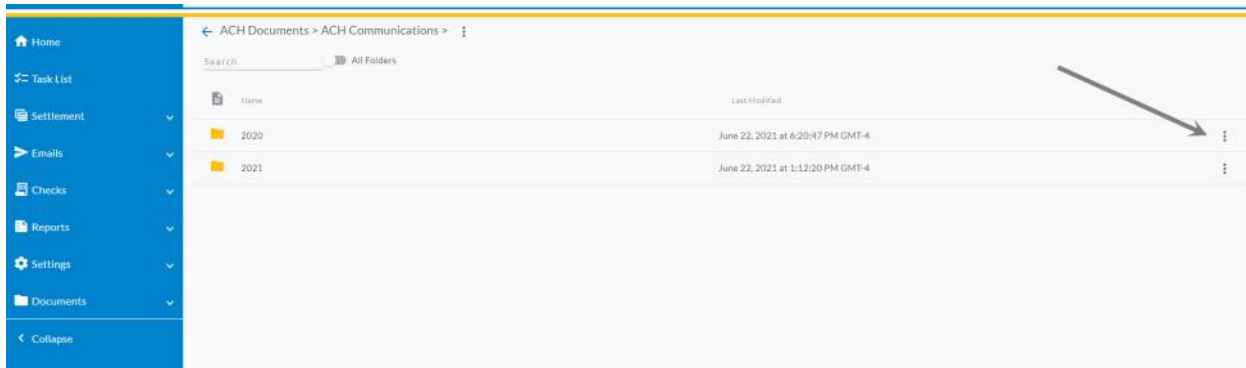 Home
Task List
Settlement
Emails
Checks
Reports
Settings
Documents
Collapse
ACH Documents > ACH Communications >
Search All Folders
Name Last Modified
2020 June 22, 2021 at 6:20:47 PM GMT-4
2021 June 22, 2021 at 1:12:20 PM GMT-4